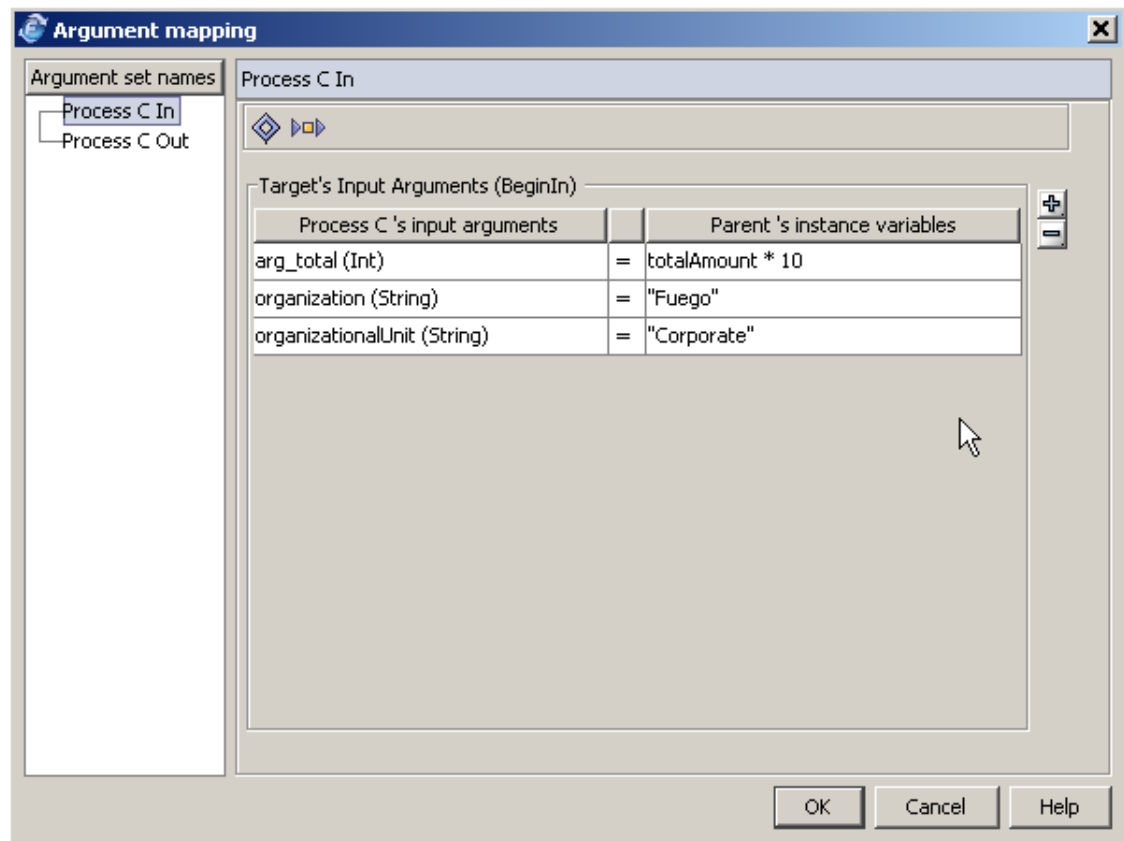 Argument mapping
Argument set names
Process C In
Process C Out
Process C In
Target's Input Arguments (BeginIn)
Process C 's input arguments Parent 's instance variables
arg_total (Int) = totalAmount * 10
organization (String) = "Fuego"
organizationalUnit (String) = "Corporate"
OK Cancel Help